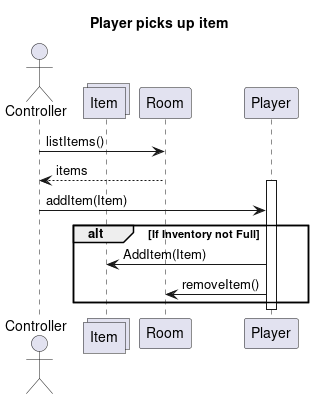 Player picks up item
Controller
Item
Room
Player
listItems()
items
addItem(Item)
alt
[If Inventory not Full]
AddItem(Item)
removeItem()
Controller
Item
Room
Player